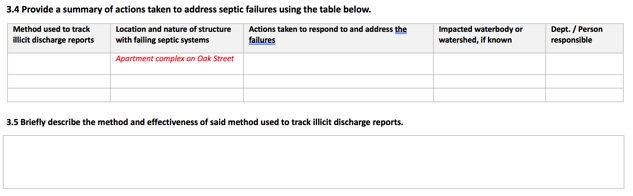 3.4 Provide a summary of actions taken to address septic failures using the table below.
Method used to track illicit discharge reports
Location and nature of structure with failing septic systems
Actions taken to respond to and address the failures
Impacted waterbody or watershed, if known
Dept. / Person responsible
Apartment complex on Oak Street
3.5 Briefly describe the method and effectiveness of said method used to track illicit discharge reports.